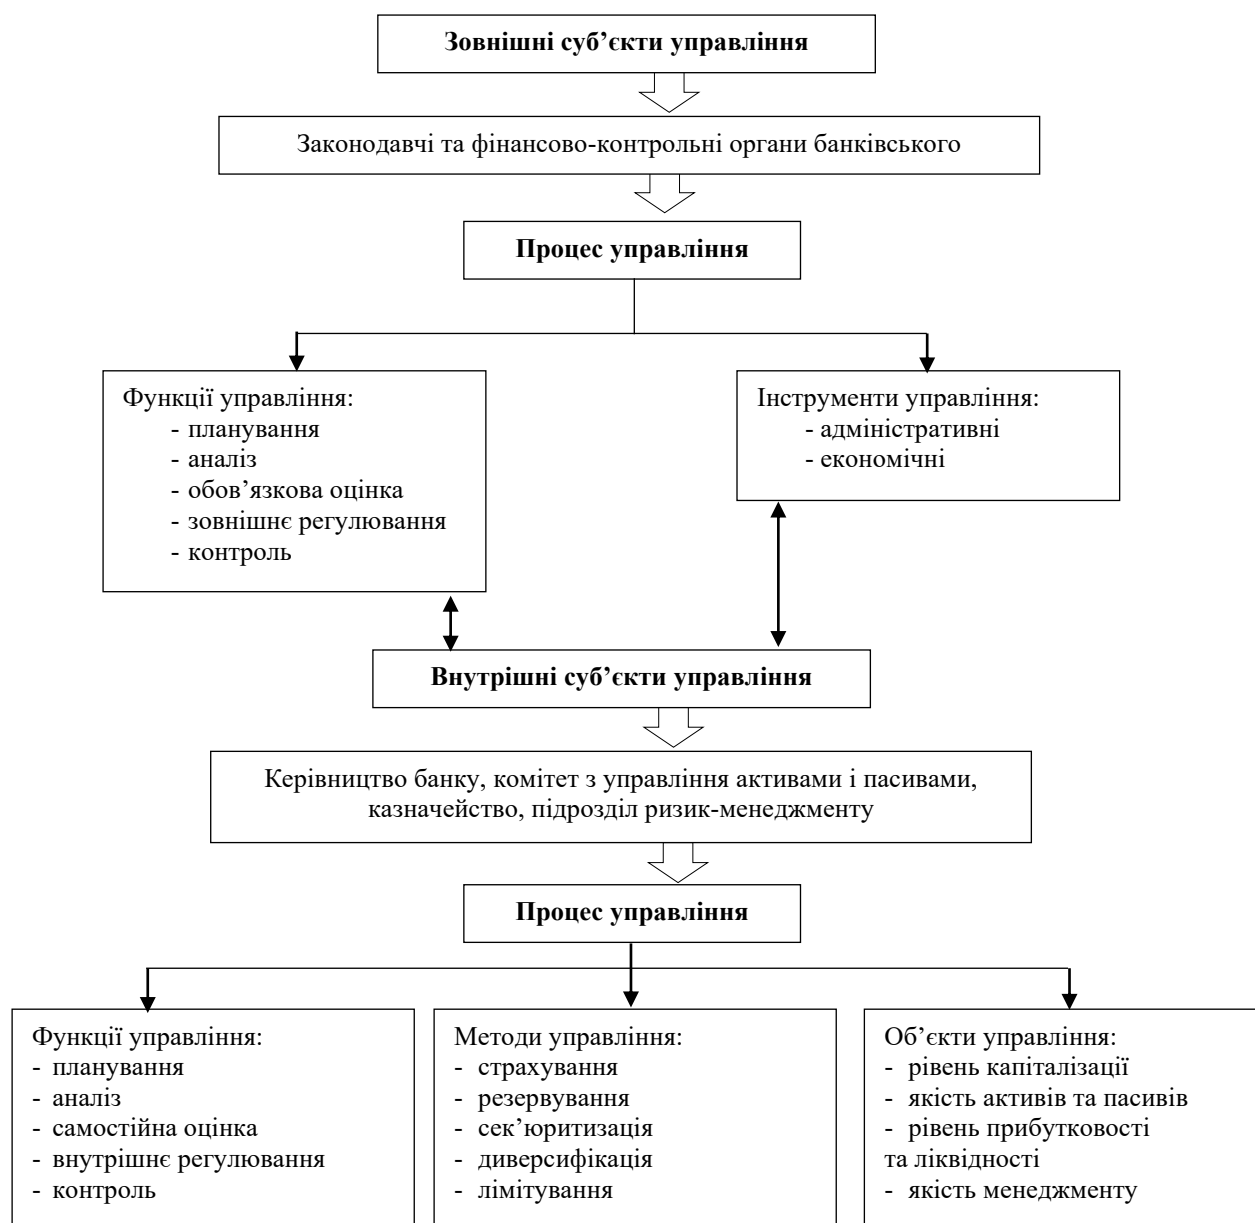 Зовнішні суб’єкти управління
Законодавчі та фінансово-контрольні органи банківського
Процес управління
Функції управління:
- планування
- аналіз
- обов’язкова оцінка
- зовнішнє регулювання
- контроль
Інструменти управління:
- адміністративні
- економічні
Внутрішні суб’єкти управління
Керівництво банку, комітет з управління активами і пасивами,
казначейство, підрозділ ризик-менеджменту
Процес управління
Функції управління:
- планування
- аналіз
- самостійна оцінка
- внутрішнє регулювання
- контроль
Методи управління:
- страхування
- резервування
- сек’юритизація
- диверсифікація
- лімітування
Об’єкти управління:
- рівень капіталізації
- якість активів та пасивів
- рівень прибутковості
та ліквідності
- якість менеджменту